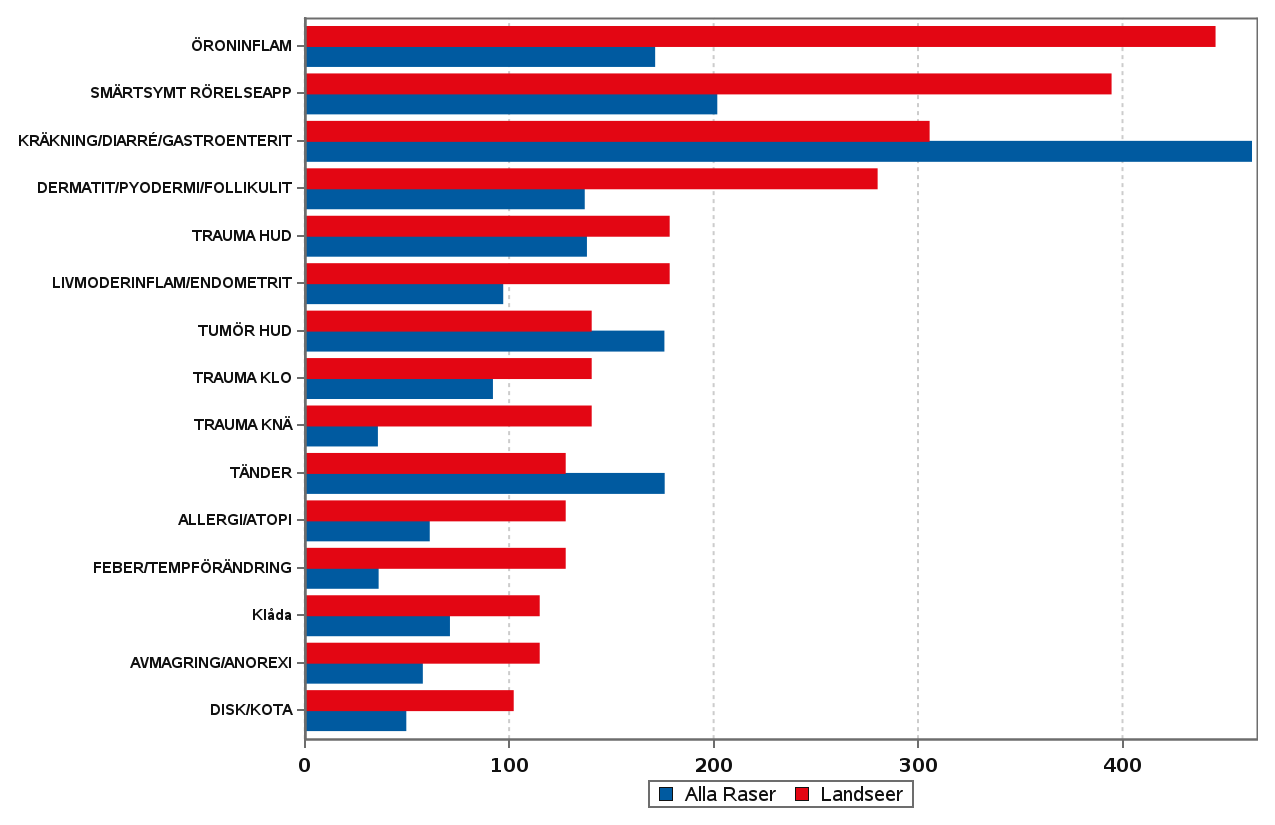 ÖRONINFLAM
SMÄRTSYMT RÖRELSEAPP
KRÄKNING/DIARRÉ/GASTROENTERIT
DERMATIT/PYODERMI/FOLLIKULIT
TRAUMA HUD
LIVMODERINFLAM/ENDOMETRIT
TUMÖR HUD
TRAUMA KLO
TRAUMA KNÄ
TÄNDER
ALLERGI/ATOPI
FEBER/TEMPFÖRÄNDRING
Klåda
AVMAGRING/ANOREXI
DISK/KOTA
0 100 200 300 400
Alla Raser Landseer